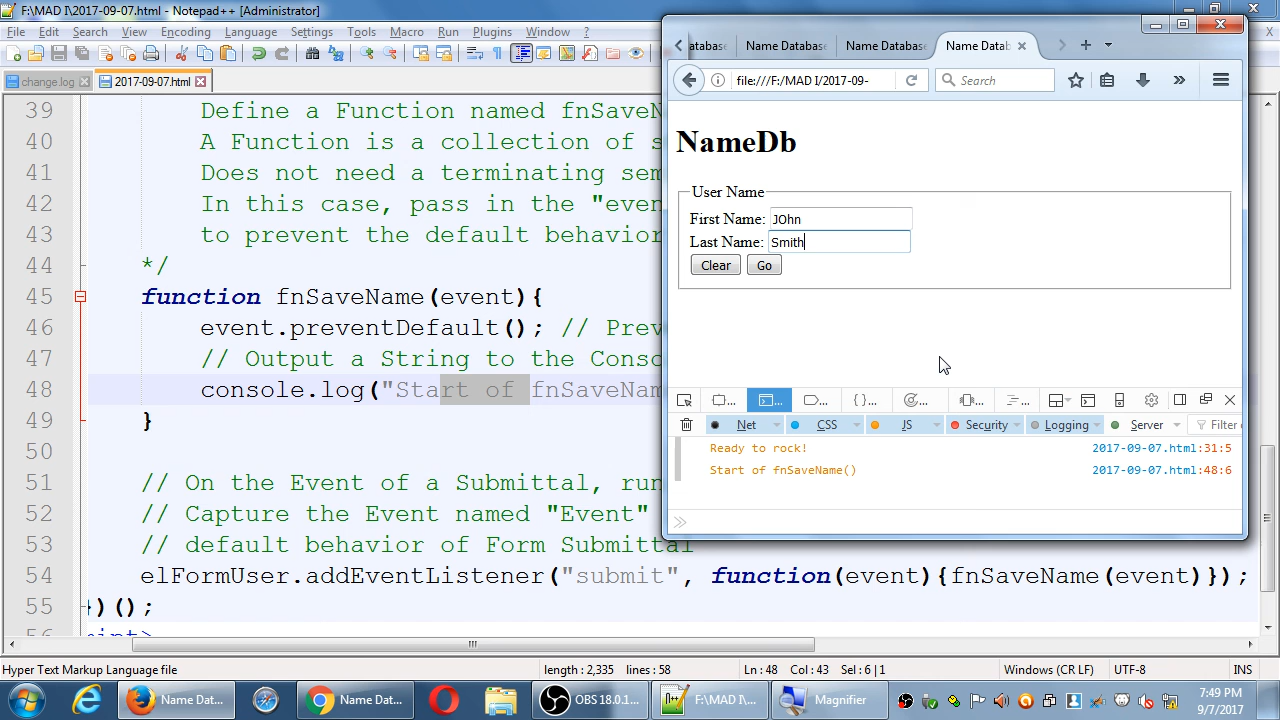 F:\MAD I\2017-09-07.html - Notepad++ [Administrator]
File Edit Search View Encoding Language Settings Tools Macro Run Plugins Window ? X
change.log 2017-09-07.html
39 Define a Function named fnSaveN
40 A Function is a collection of s
41 Does not need a terminating sem
42 In this case, pass in the "even
43 to prevent the default behavior
44 */
45 function fnSaveName(event){
46 event.preventDefault(); // Prev
47 // Output a String to the Conso
48 console.log("Start of fnSaveNam
49 }
50
51 // On the Event of a Submittal, run
52 // Capture the Event named "Event"
53 // default behavior of Form Submittal
54 elFormUser.addEventListener("submit", function(event){fnSaveName(event)});
55 })();
56
Hyper Text Markup Language file length : 2,335 lines : 58 Ln : 48 Col : 43 Sel : 6 | 1 Windows (CR LF) UTF-8 INS
atabase Name Database Name Database Name Datab
file:///F:/MAD I/2017-09- Search
NameDb
User Name
First Name: JOhn
Last Name: Smith
Clear Go
Net CSS JS Security Logging Server Filter
Ready to rock! 2017-09-07.html:31:5
Start of fnSaveName() 2017-09-07.html:48:6
Name Dat... Name Dat... OBS 18.0.1... F:\MAD I\... Magnifier
7:49 PM
9/7/2017